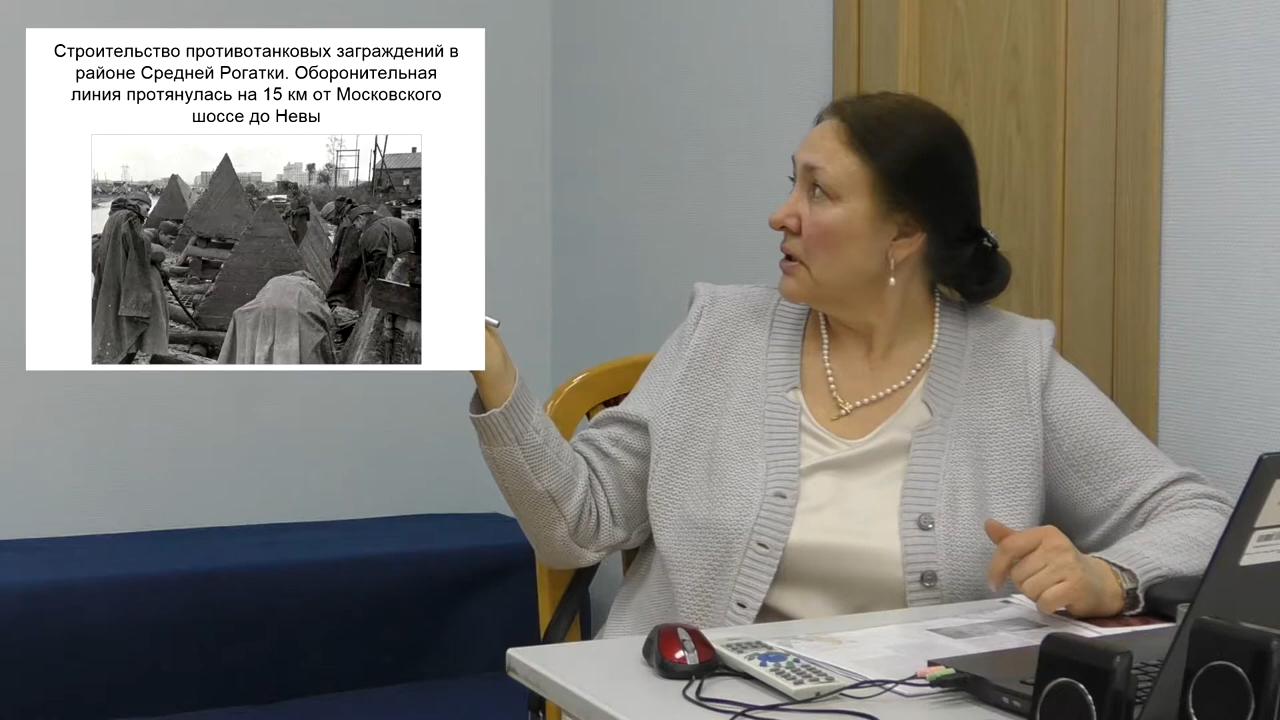 Строительство противотанковых заграждений в
районе Средней Рогатки. Оборонительная
линия протянулась на 15 км от Московского
шоссе до Невы